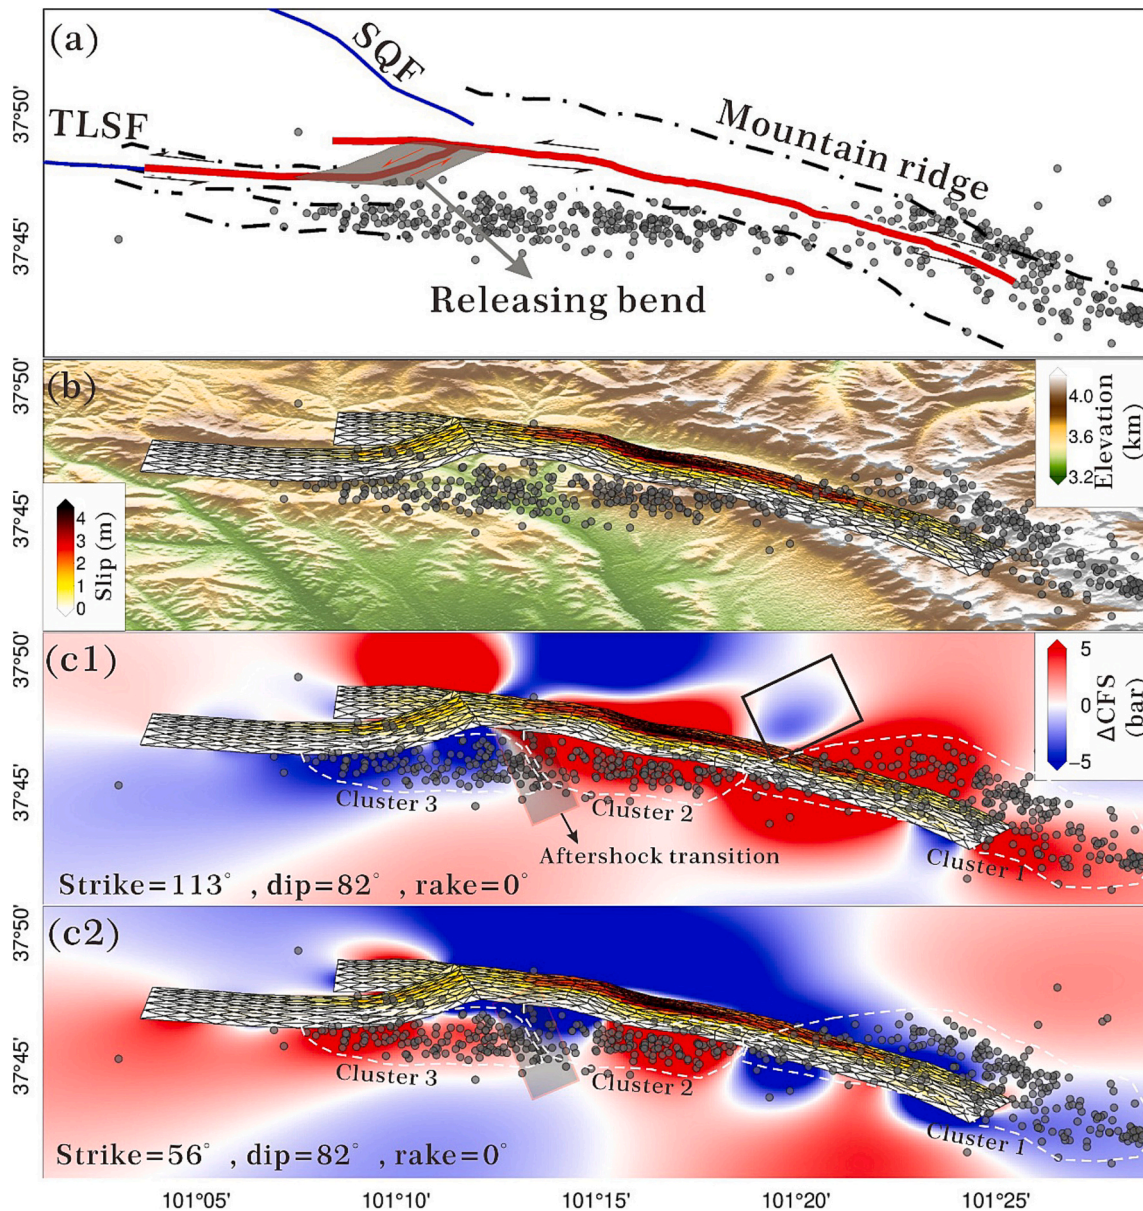 (a)
SQF
37°50'
TLSF
Mountain ridge
37°45'
Releasing bend
(b)
37°50'
4.0
3.6
3.2
Elevation
(km)
37°45'
4
3
2
1
0
Slip (m)
(c1)
37°50'
5
0
−5
ΔCFS
(bar)
37°45'
Cluster 3
Cluster 2
Aftershock transition
Cluster 1
Strike=113° , dip=82° , rake=0°
(c2)
37°50'
37°45'
Cluster 3
Cluster 2
Cluster 1
Strike=56° , dip=82° , rake=0°
101°05' 101°10' 101°15' 101°20' 101°25'